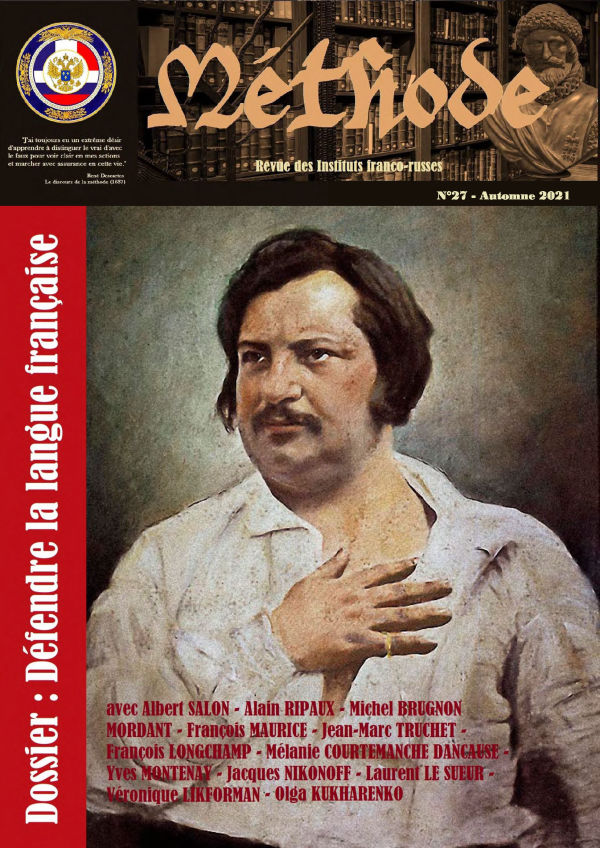 Méthode
"J'ai toujours eu un extrême désir
d'apprendre à distinguer le vrai d'avec
le faux pour voir clair en mes actions
et marcher avec assurance en cette vie."
René Descartes
Le discours de la méthode (1637)
Revue des Instituts franco-russes
N°27 - Automne 2021
Dossier : Défendre la langue française
avec Albert SALON - Alain RIPAUX - Michel BRUGNON
MORDANT - François MAURICE - Jean-Marc TRUCHET -
François LONGCHAMP - Mélanie COURTEMANCHE DANCAUSE -
Yves MONTENAY - Jacques NIKONOFF - Laurent LE SUEUR -
Véronique LIKFORMAN - Olga KUKHARENKO